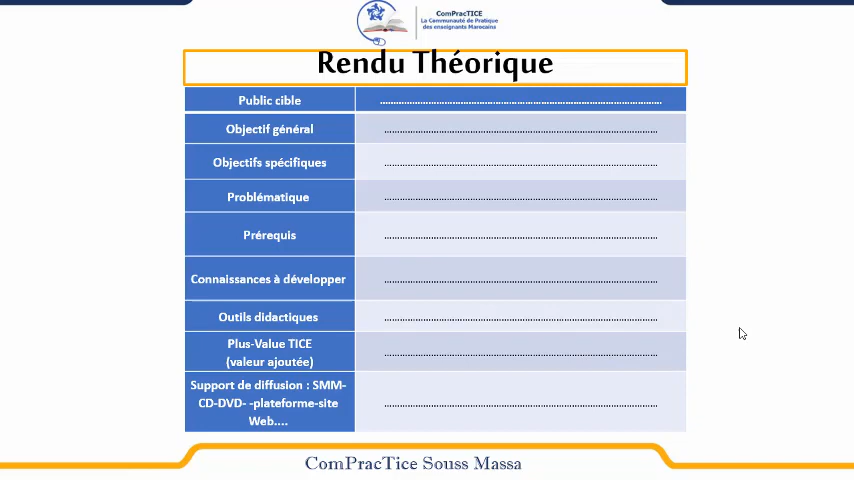 ComPracTICE
La Communauté de Pratique
des enseignants Marocains
Rendu Théorique
Public cible ....................................................................................
Objectif général ....................................................................................
Objectifs spécifiques ....................................................................................
Problématique ....................................................................................
Prérequis ....................................................................................
Connaissances à développer ....................................................................................
Outils didactiques ....................................................................................
Plus-Value TICE
(valeur ajoutée) ....................................................................................
Support de diffusion : SMM-
CD-DVD- -plateforme-site
Web.... ....................................................................................
ComPracTice Souss Massa